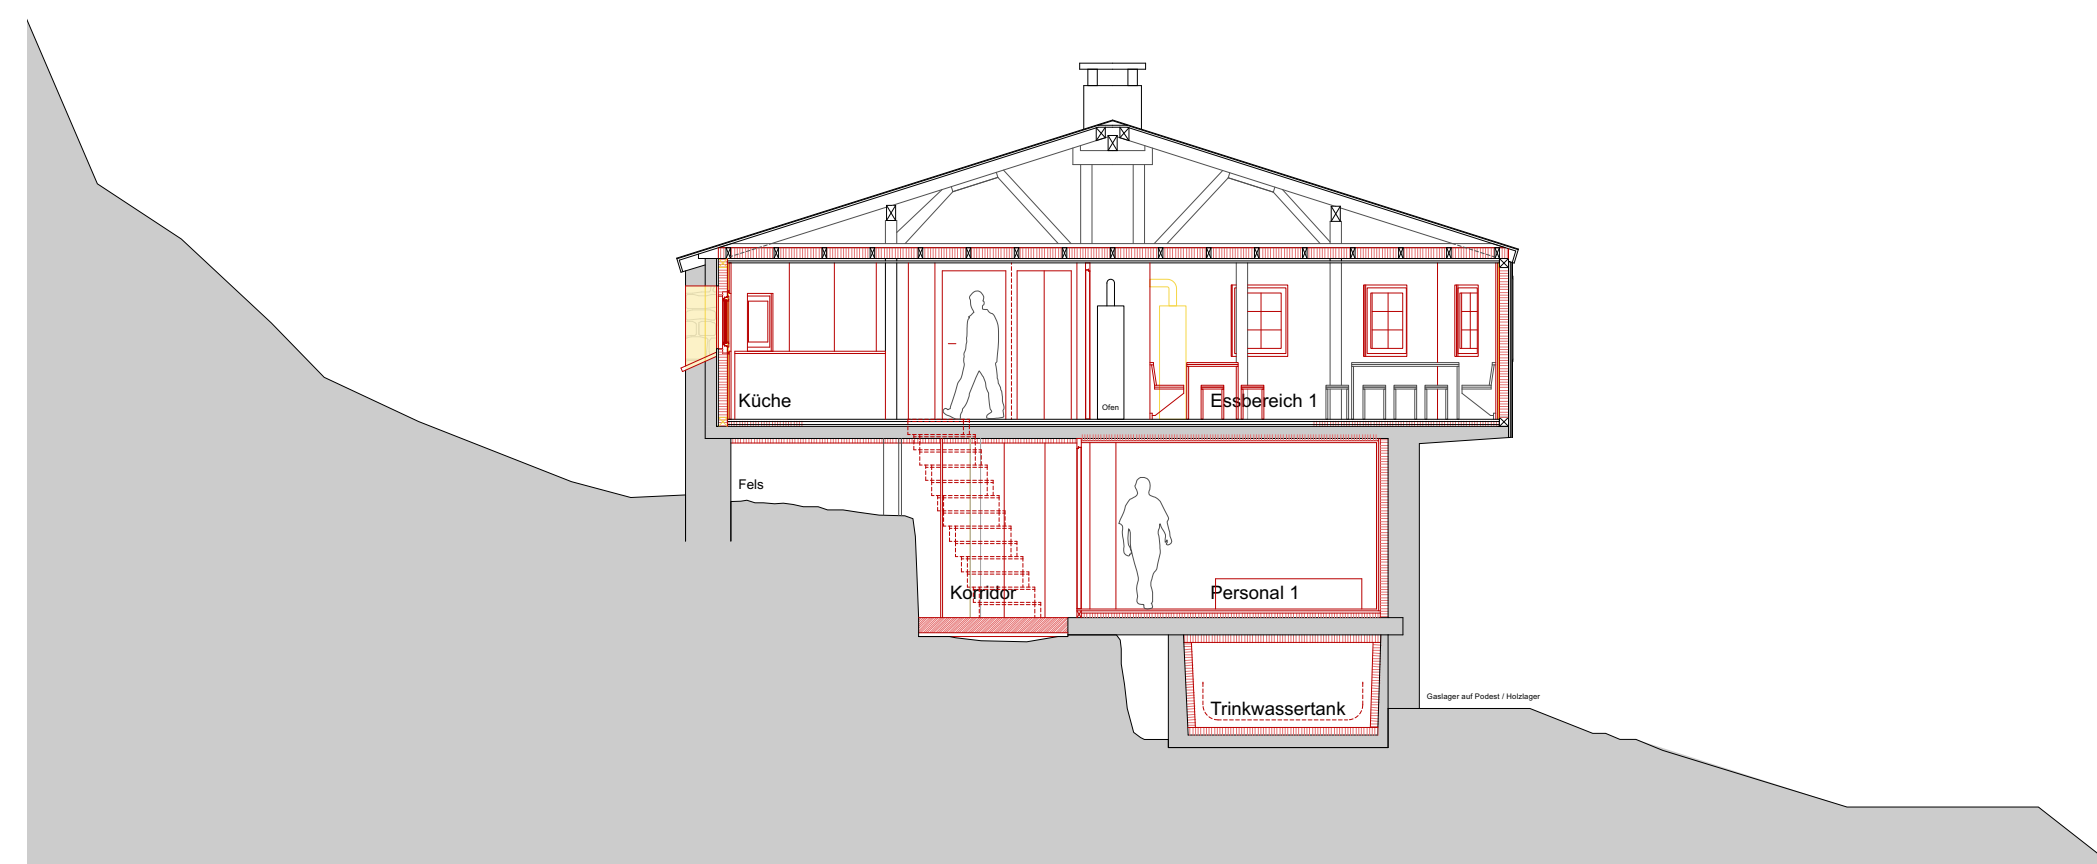 Küche
Ofen
Essbereich 1
Fels
Korridor
Personal 1
Gaslager auf Podest / Holzlager
Trinkwassertank